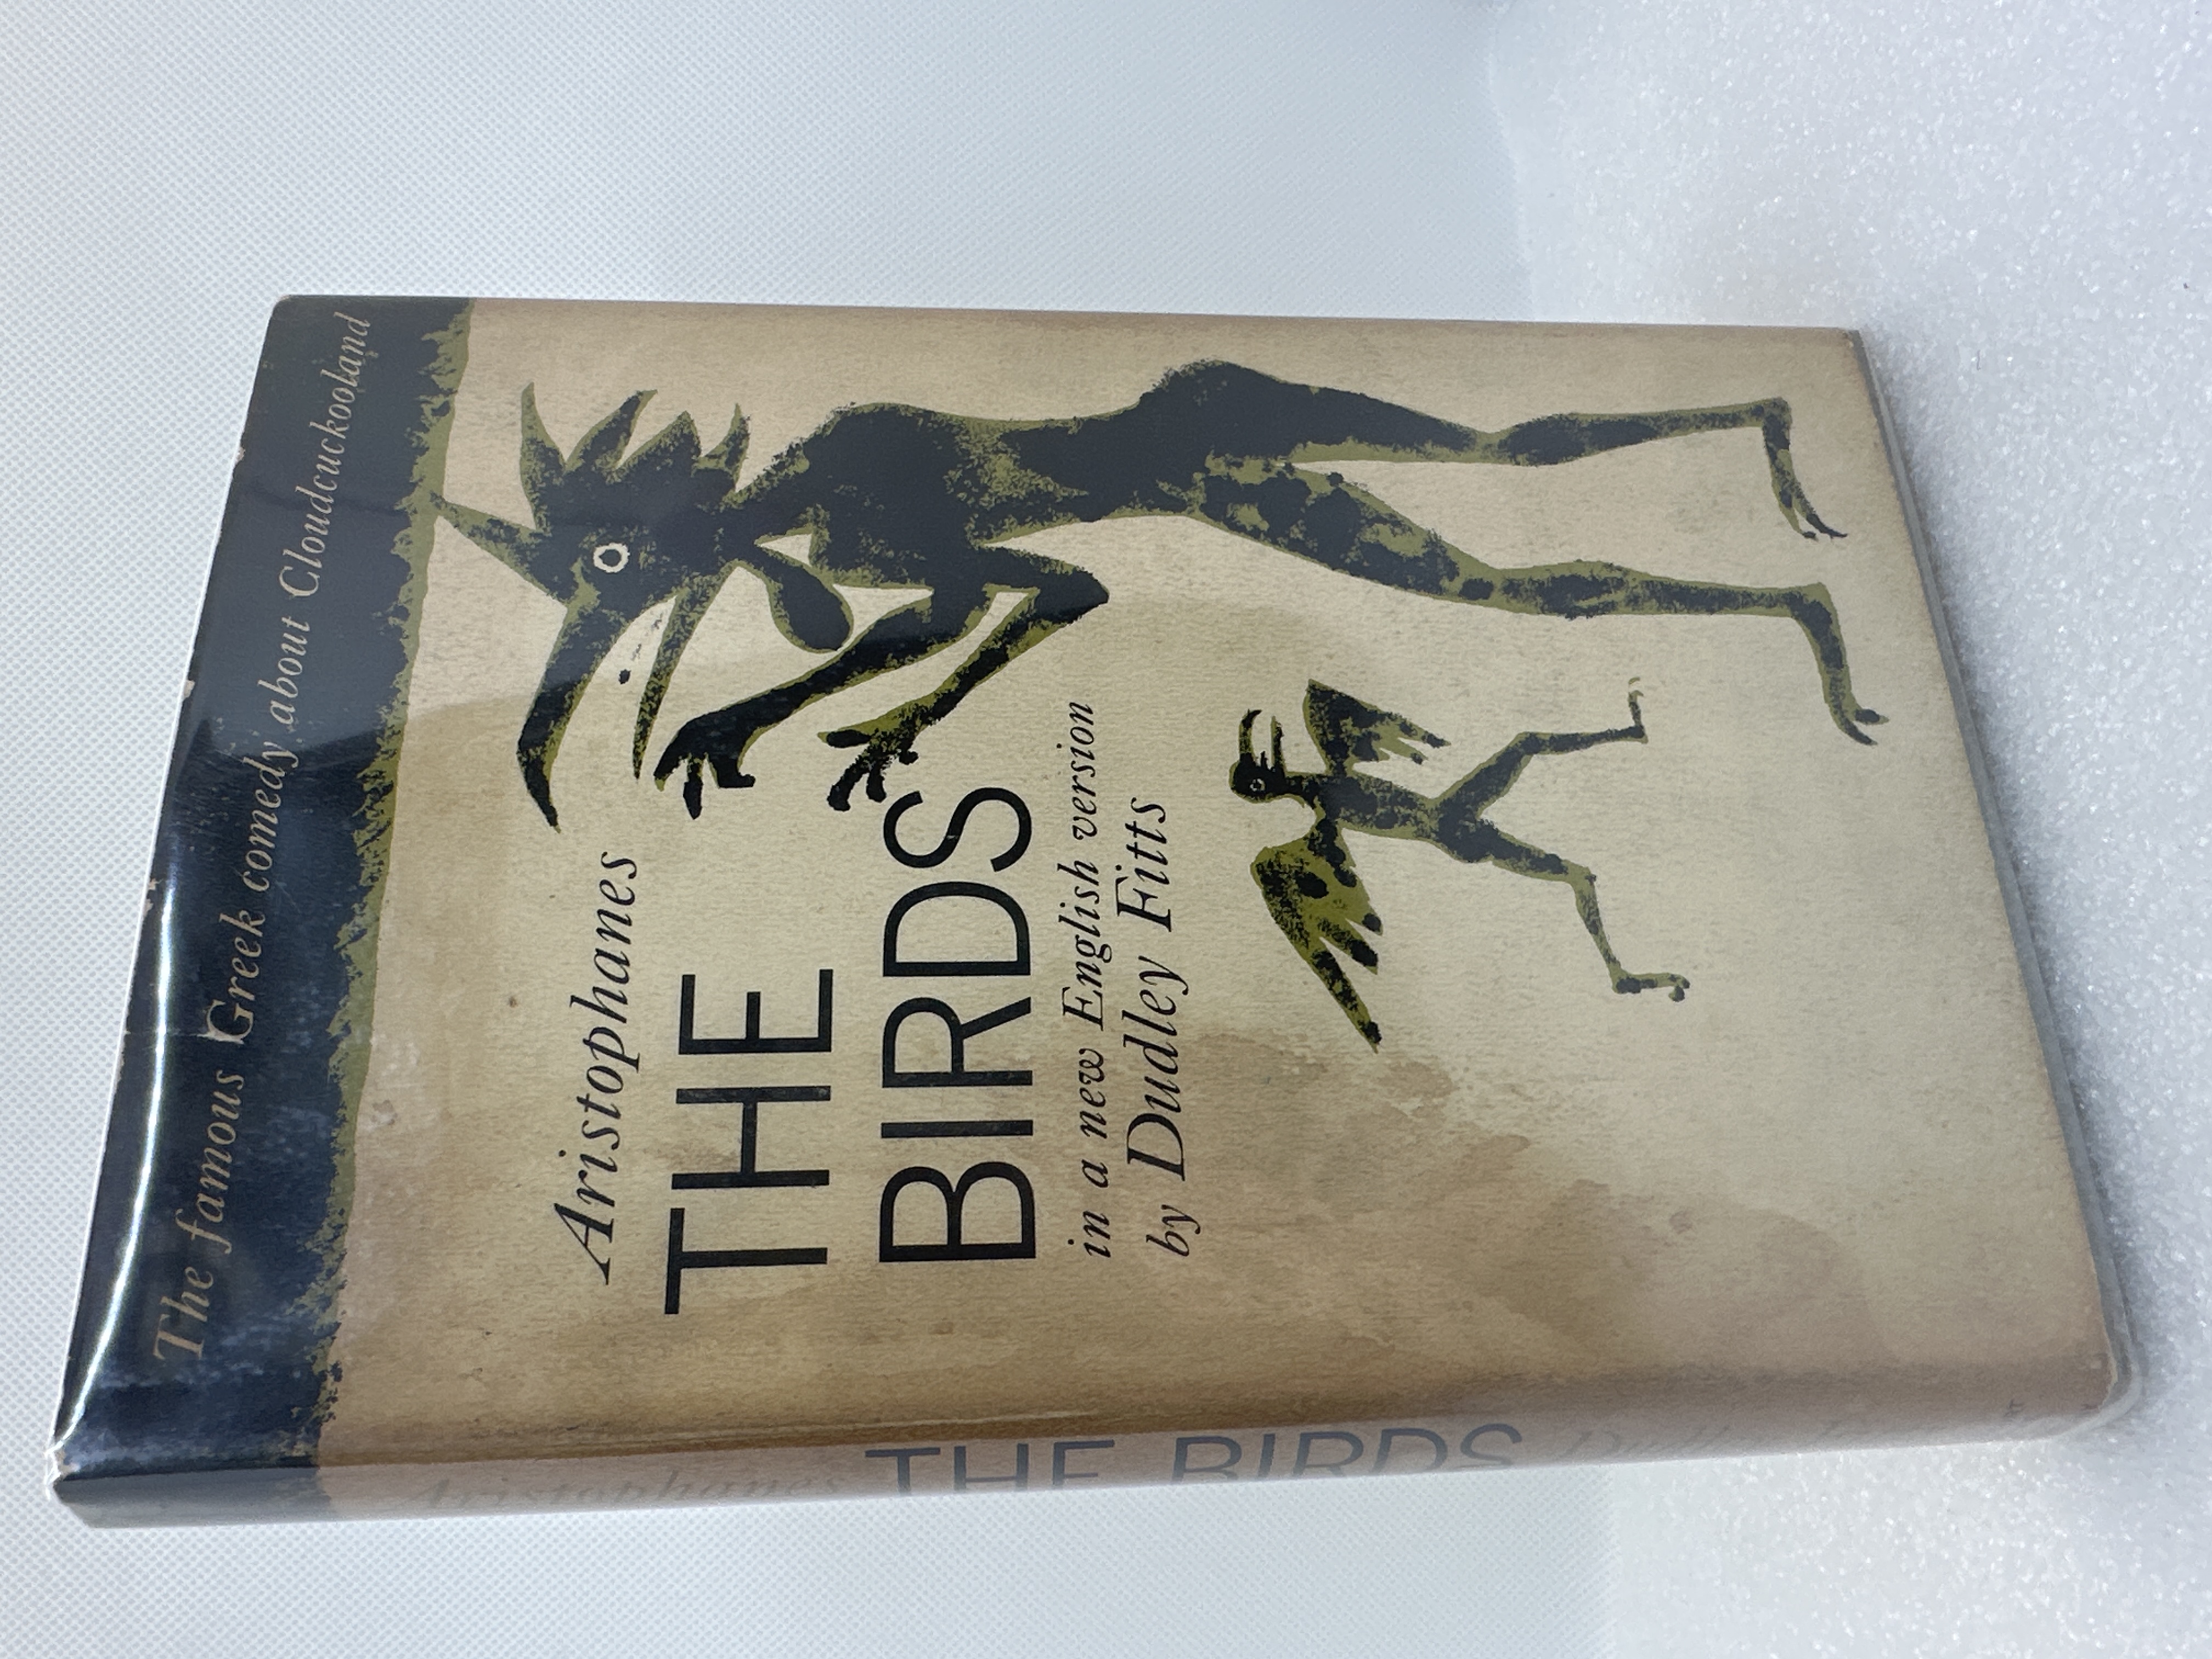 The famous Greek comedy about Cloudcuckooland
Aristophanes
THE
BIRDS
in a new English version
by Dudley Fitts
Aristophanes THE BIRDS Dudley